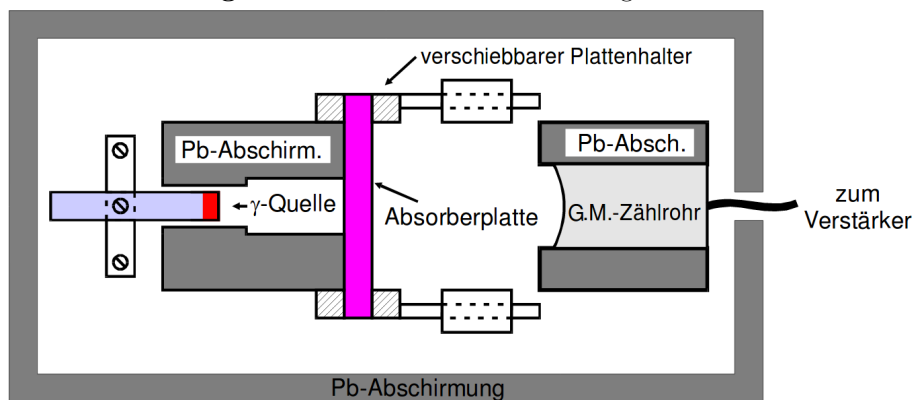 verschiebbarer Plattenhalter
Pb-Abschirm.
Pb-Absch.
γ-Quelle
Absorberplatte
G.M.-Zählrohr
zum
Verstärker
Pb-Abschirmung